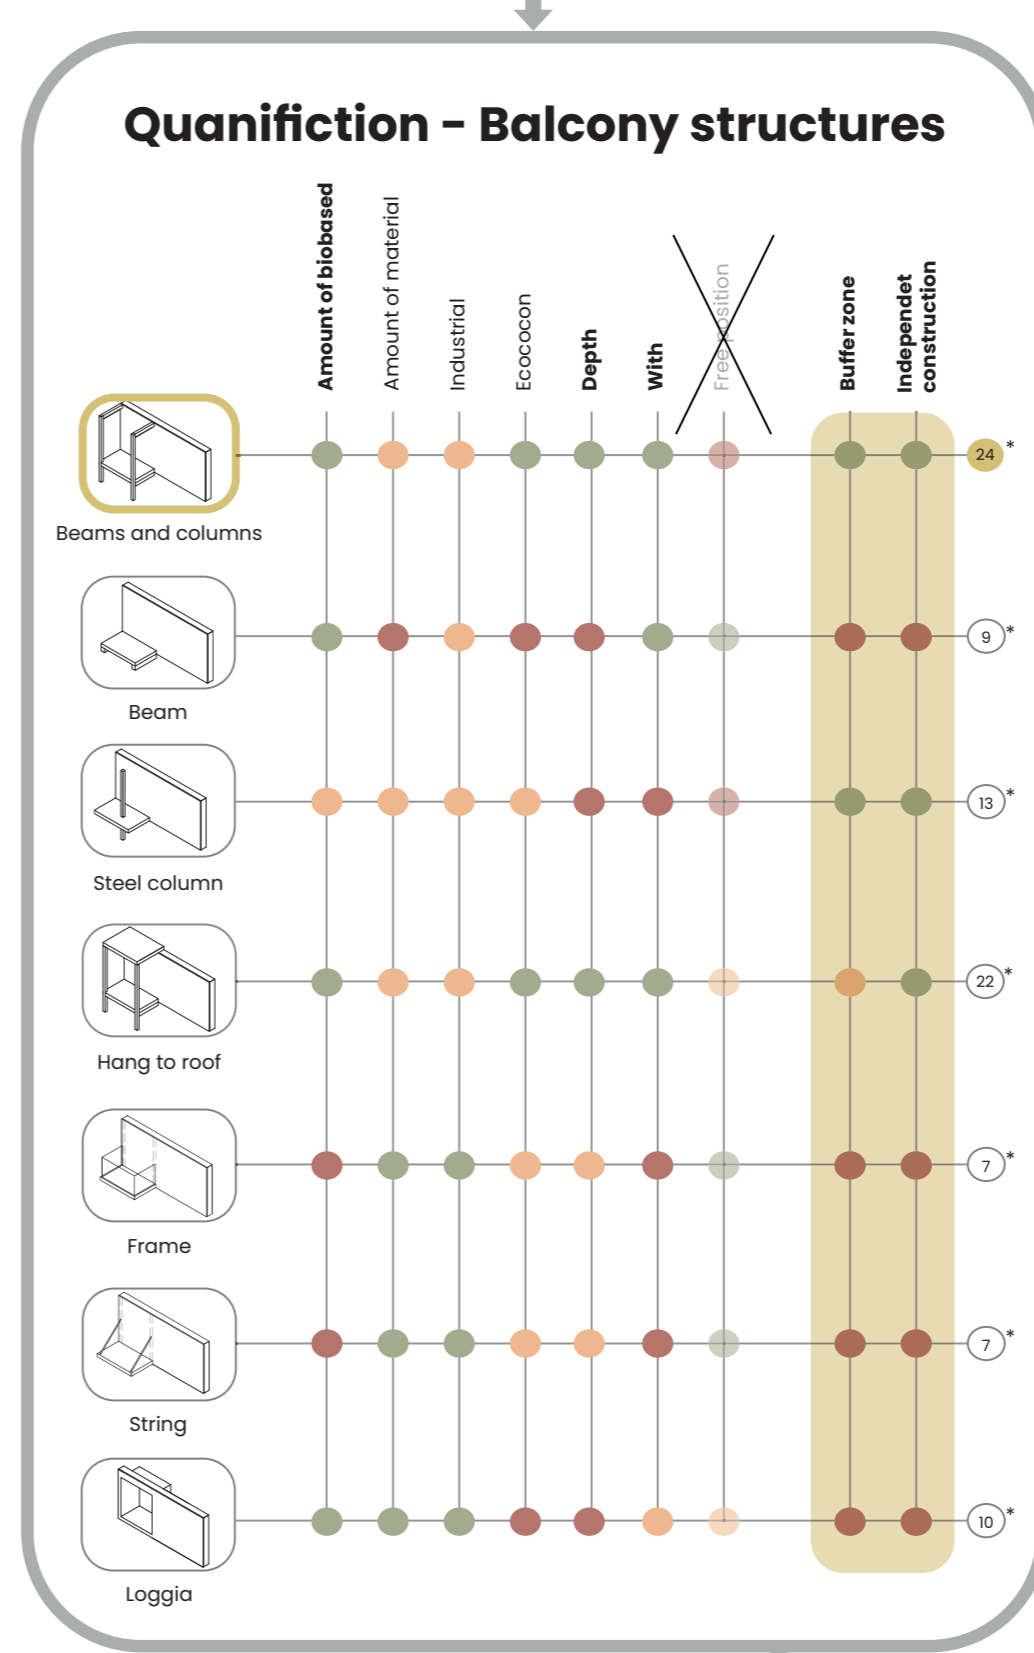 Quanifiction - Balcony structures
Amount of biobased
Amount of material
Industrial
Ecococon
Depth
With
Free position
Buffer zone
Independet
construction
24 *
Beams and columns
9 *
Beam
13 *
Steel column
22 *
Hang to roof
7 *
Frame
7 *
String
10 *
Loggia